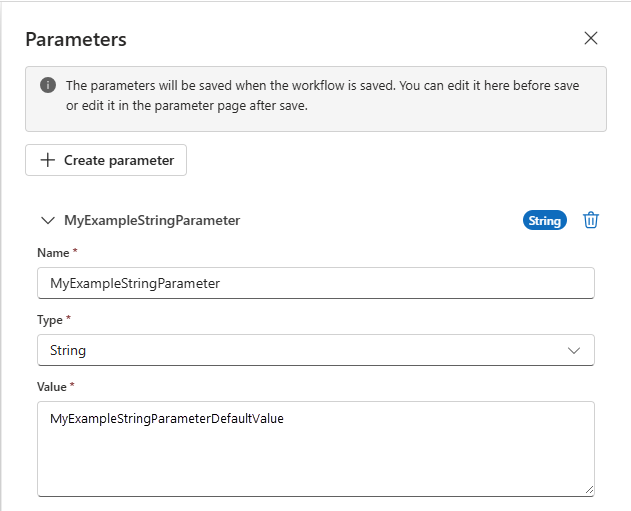 Parameters
The parameters will be saved when the workflow is saved. You can edit it here before save
or edit it in the parameter page after save.
Create parameter
MyExampleStringParameter String
Name *
MyExampleStringParameter
Type *
String
Value *
MyExampleStringParameterDefaultValue